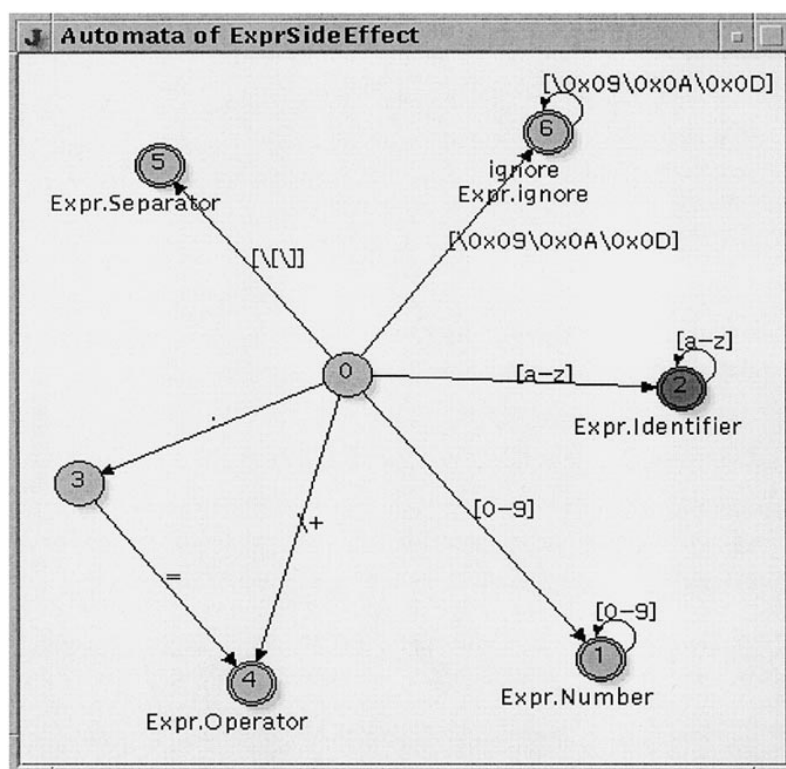 J Automata of ExprSideEffect
[\0x09\0x0A\0x0D]
6
ignore
Expr.ignore
5
Expr.Separator
[\[\]]
[\0x09\0x0A\0x0D]
0
[a-z]
[a-z]
2
Expr.Identifier
3
=
\+
[0-9]
[0-9]
1
Expr.Number
4
Expr.Operator